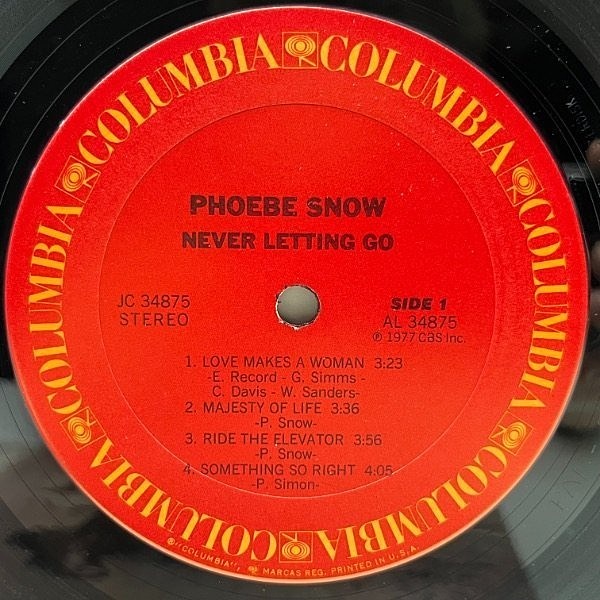 COLUMBIA COLUMBIA COLUMBIA COLUMBIA COLUMBIA COLUMBIA COLUMBIA COLUMBIA
PHOEBE SNOW
NEVER LETTING GO
JC 34875
STEREO
SIDE 1
AL 34875
℗ 1977 CBS Inc.
1. LOVE MAKES A WOMAN 3:23
-E. Record - G. Simms -
C. Davis - W. Sanders-
2. MAJESTY OF LIFE 3:36
-P. Snow-
3. RIDE THE ELEVATOR 3:56
-P. Snow-
4. SOMETHING SO RIGHT 4:05
-P. Simon-
MARCAS REG. PRINTED IN U.S.A.